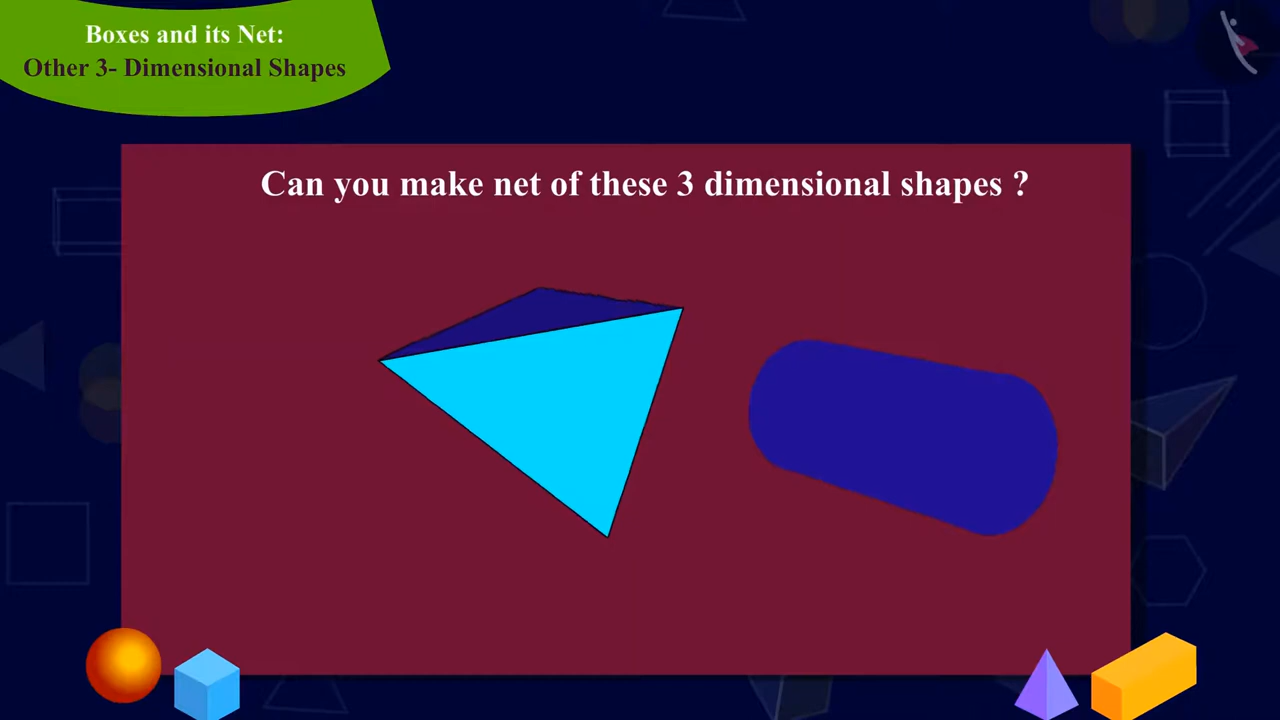 Boxes and its Net:
Other 3- Dimensional Shapes
Can you make net of these 3 dimensional shapes ?